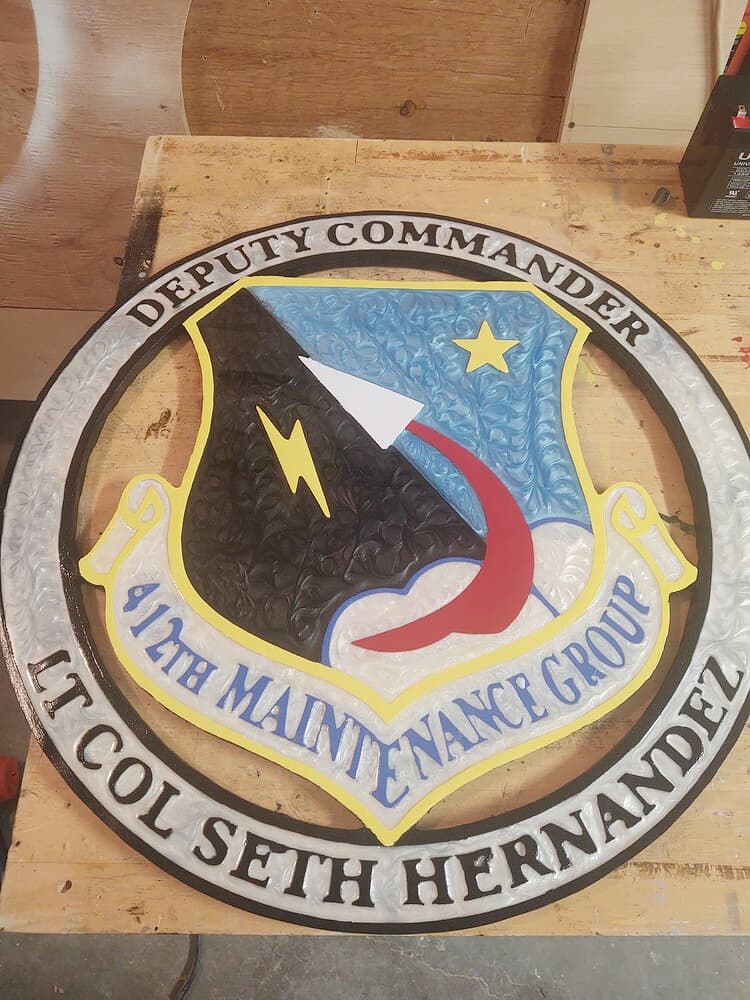 DEPUTY COMMANDER
412TH MAINTENANCE GROUP
LT COL SETH HERNANDEZ